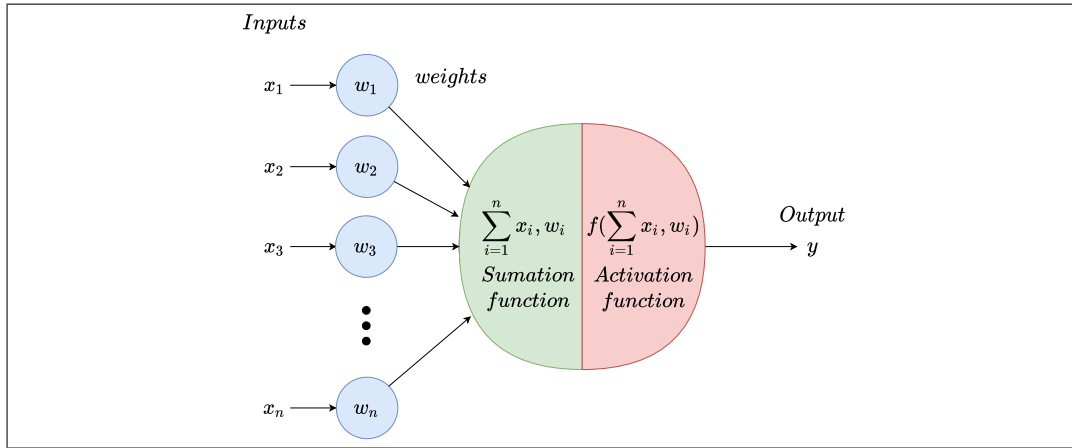 Inputs
x₁ w₁ weights
x₂ w₂
x₃ w₃
xₙ wₙ
n∑i=1 xᵢ, wᵢ
Sumation
function
f(n∑i=1 xᵢ, wᵢ)
Activation
function
Output
y